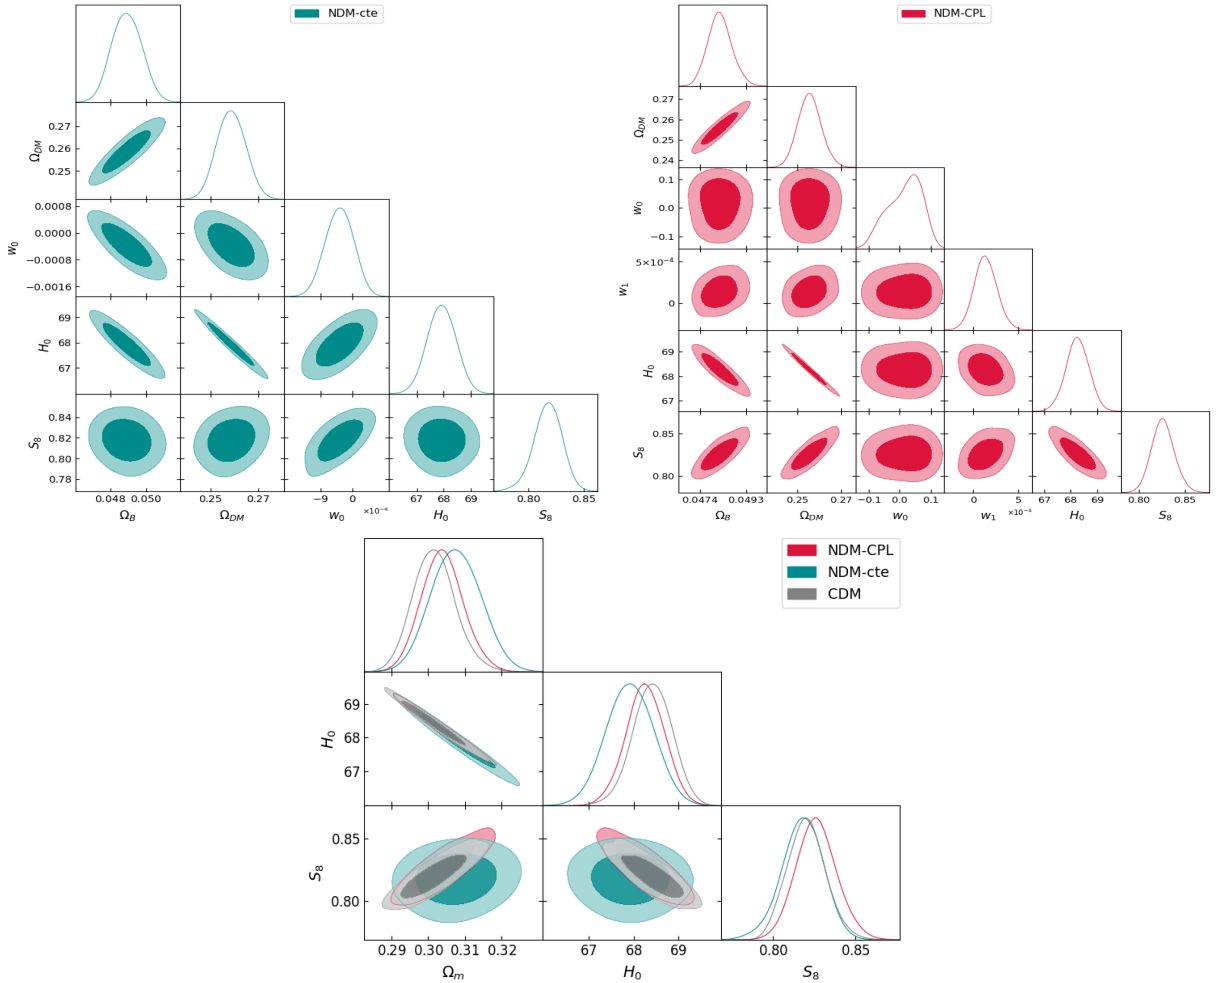 NDM-cte
Ω_DM
0.27
0.25
w_0
0.0008
0.0000
−0.0008
−0.0016
H_0
69
68
67
S_8
0.84
0.82
0.80
0.78
0.048 0.050 0.25 0.27 −9 0 67 68 69 0.80 0.85
×10⁻⁴
Ω_B Ω_DM w_0 H_0 S_8
NDM-CPL
Ω_DM
0.27
0.26
0.25
0.24
w_0
0.1
0.0
−0.1
w_1
5×10⁻⁴
0
H_0
69
68
67
S_8
0.85
0.80
0.0474 0.0493 0.25 0.27 −0.1 0.0 0.1 0 5 67 68 69 0.80 0.85
×10⁻⁴
Ω_B Ω_DM w_0 w_1 H_0 S_8
NDM-CPL
NDM-cte
CDM
H_0
69
68
67
S_8
0.85
0.80
0.29 0.30 0.31 0.32 67 68 69 0.80 0.85
Ω_m H_0 S_8